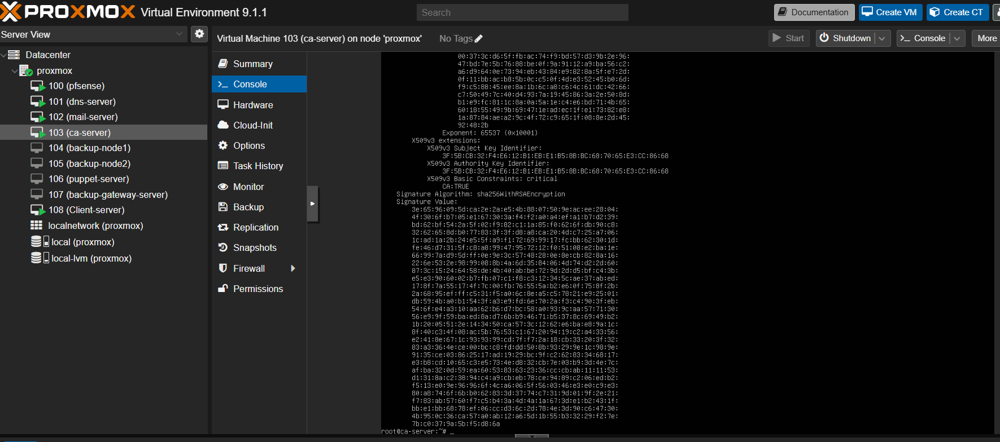 PROXMOX Virtual Environment 9.1.1
Search
Documentation
Create VM
Create CT
Server View
Virtual Machine 103 (ca-server) on node 'proxmox'
No Tags
Start
Shutdown
Console
More
Datacenter
proxmox
100 (pfsense)
101 (dns-server)
102 (mail-server)
103 (ca-server)
104 (backup-node1)
105 (backup-node2)
106 (puppet-server)
107 (backup-gateway-server)
108 (Client-server)
localnetwork (proxmox)
local (proxmox)
local-lvm (proxmox)
Summary
Console
Hardware
Cloud-Init
Options
Task History
Monitor
Backup
Replication
Snapshots
Firewall
Permissions
00:37:3c:d6:5f:fb:ac:74:f9:bd:57:d3:9b:2e:96:
47:bd:7e:5b:76:88:be:0f:9a:91:12:a9:ba:56:c2:
a6:d9:64:0e:73:94:eb:43:84:e9:82:8a:5f:e7:2d:
0f:11:bb:ac:b8:5b:0c:c5:0f:4d:e3:52:45:b0:6d:
f9:c5:88:45:ee:8a:1b:6c:a8:c6:4c:61:dc:42:66:
c7:50:49:7c:40:d4:93:7a:19:45:86:3a:2e:50:8d:
b1:e9:fc:81:1c:8a:0a:5a:1e:c4:e6:bd:71:4b:65:
60:18:55:49:9b:69:47:1e:ad:ec:1f:e1:73:82:e8:
1a:87:84:ae:a2:9c:4f:72:c9:65:1f:08:8e:2d:45:
92:48:2b
Exponent: 65537 (0x10001)
X509v3 extensions:
X509v3 Subject Key Identifier:
3F:5B:CB:32:F4:E6:12:B1:EB:E1:B5:8B:BC:68:70:65:E3:CC:86:68
X509v3 Authority Key Identifier:
3F:5B:CB:32:F4:E6:12:B1:EB:E1:B5:8B:BC:68:70:65:E3:CC:86:68
X509v3 Basic Constraints: critical
CA:TRUE
Signature Algorithm: sha256WithRSAEncryption
Signature Value:
3e:65:96:09:5d:ca:2e:2a:e5:4b:88:07:50:9e:ac:ee:28:04:
4f:30:6f:b7:05:e1:67:30:3a:f4:f2:a0:a4:ef:a1:b7:d2:39:
bd:62:bf:54:2a:5f:02:f9:82:c1:1a:85:f0:62:6f:db:90:c8:
32:62:65:8d:b0:77:83:3f:3f:d8:a8:ca:20:4d:c7:25:a7:06:
1c:ad:1a:2b:24:e5:5f:a9:f1:72:69:99:17:fc:bb:62:30:1d:
fe:46:d7:31:5f:c8:a8:99:47:95:72:12:f0:51:08:e2:ba:1e:
66:99:7a:d9:5d:ff:0e:9e:3c:57:48:28:0e:8e:cb:82:8a:16:
22:6e:53:2e:98:99:08:8b:4a:6d:35:84:06:4d:74:d2:2d:60:
87:3c:15:24:64:58:de:4b:40:ab:be:72:9d:2d:d5:bf:c4:3b:
e5:e3:90:60:02:b7:fb:07:c1:f8:c3:12:34:5c:ae:37:ab:ed:
17:8f:7a:55:17:4f:7c:00:fb:76:55:5a:b2:e6:0f:75:8f:2b:
2a:68:95:ef:ff:c5:31:f5:a0:6c:8e:a5:c5:78:21:e9:25:01:
db:59:4b:a0:b1:54:3f:a3:e9:fd:6e:70:2a:f3:c4:90:3f:eb:
54:6f:e4:a3:10:aa:62:b6:d7:bc:58:a0:93:9c:aa:57:71:30:
56:e9:9f:59:ba:ed:8a:d7:6b:b9:46:71:b5:37:8c:69:49:b2:
1b:20:05:51:2e:14:34:50:ca:57:3c:12:62:e6:ba:e8:9a:1c:
8f:40:c3:4f:08:ac:5b:76:53:c1:67:20:94:19:c2:a4:33:56:
e2:41:8e:67:1c:93:93:99:cd:7f:f7:2a:18:cb:33:20:3f:32:
83:a3:36:4e:ce:00:bc:c8:fd:dd:50:8b:93:29:9e:1c:98:9e:
91:35:ce:03:86:25:17:ad:19:29:bc:9f:c2:62:83:34:68:17:
e3:b8:cd:10:65:c3:e5:73:4e:d8:32:cb:7e:03:b9:3d:4e:7c:
af:ba:32:0d:59:ea:60:53:83:63:23:36:cc:cb:ab:11:11:53:
d1:31:8a:c2:38:94:c4:a9:cb:eb:78:ce:94:89:c2:06:ed:b2:
f5:13:e0:9e:96:96:6f:4c:a6:06:5f:56:03:46:e3:e0:c9:e3:
80:a8:74:6f:6b:b0:62:83:3d:37:74:c7:31:9d:01:9f:2e:21:
f7:83:ab:57:60:f7:c5:b4:3a:4d:4a:1a:67:3d:e1:b2:43:1f:
bb:e1:bb:68:78:ef:06:cc:d3:6c:2d:78:4e:3d:90:c6:47:30:
4b:95:0c:36:ca:57:a0:ab:12:a6:5d:1b:55:b3:32:29:f2:7e:
7b:c0:37:9a:5b:f5:d8:6a
root@ca-server:~# _